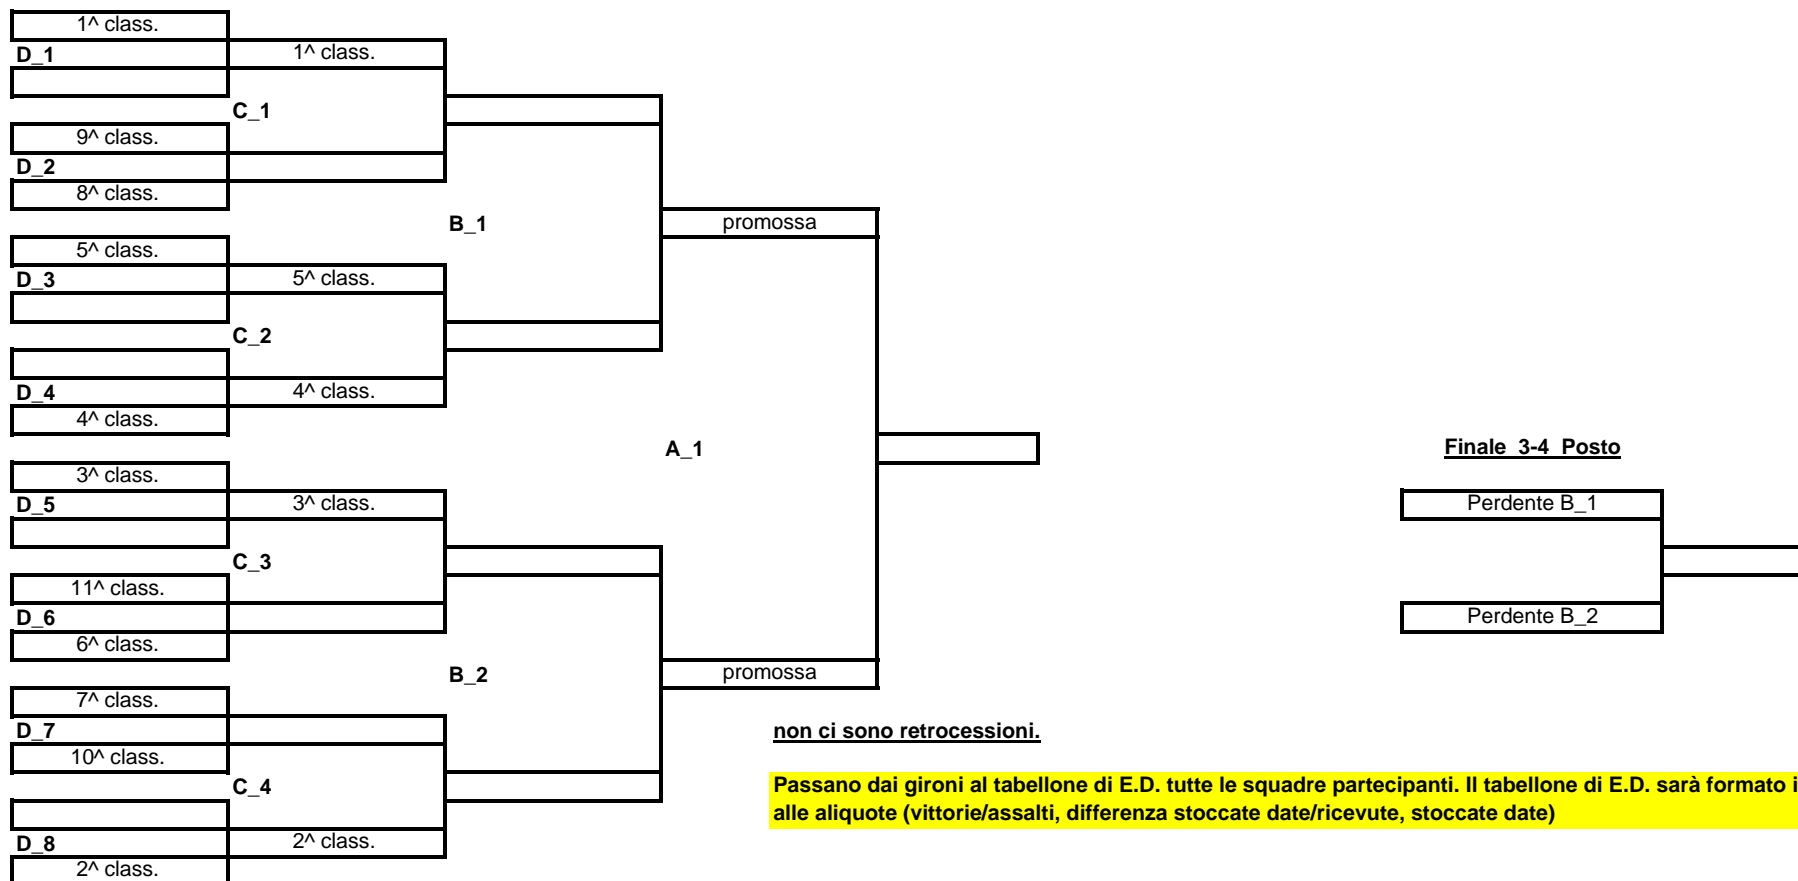 1^ class.
D_1
1^ class.
C_1
9^ class.
D_2
8^ class.
B_1
promossa
5^ class.
D_3
5^ class.
C_2
D_4
4^ class.
4^ class.
A_1
Finale 3-4 Posto
3^ class.
D_5
3^ class.
Perdente B_1
C_3
11^ class.
D_6
Perdente B_2
6^ class.
B_2
promossa
7^ class.
D_7
non ci sono retrocessioni.
10^ class.
C_4
Passano dai gironi al tabellone di E.D. tutte le squadre partecipanti. Il tabellone di E.D. sarà formato i
alle aliquote (vittorie/assalti, differenza stoccate date/ricevute, stoccate date)
D_8
2^ class.
2^ class.